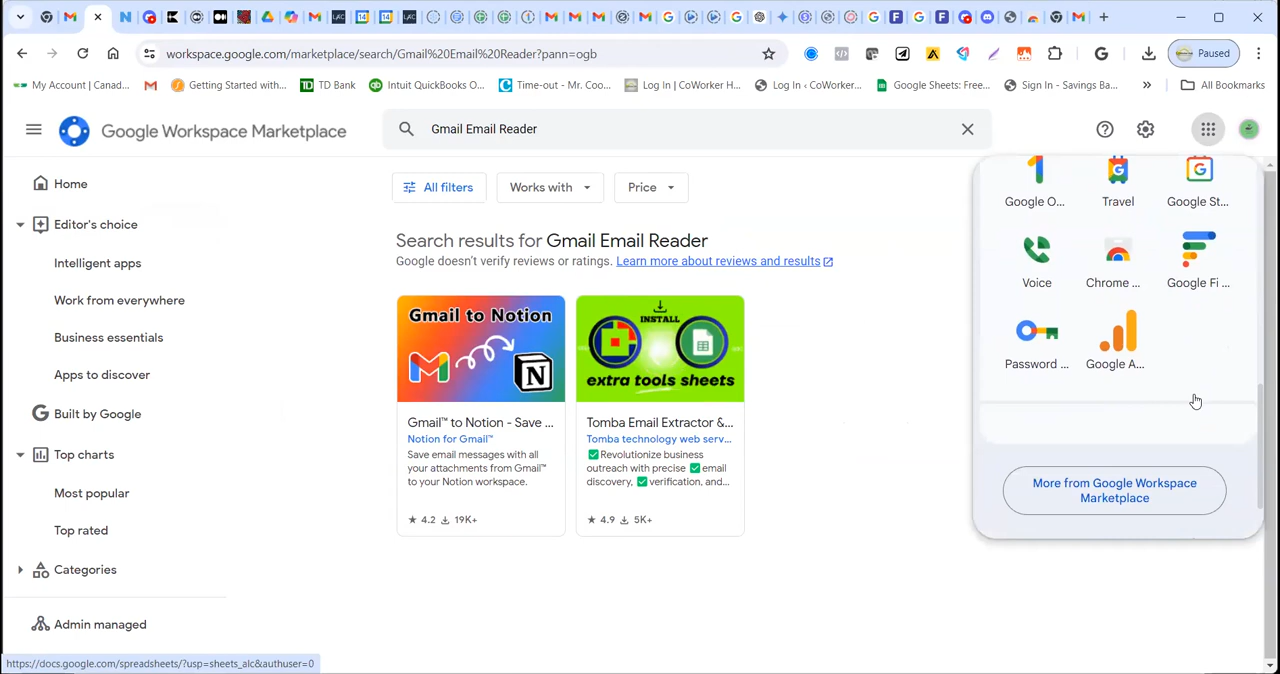 workspace.google.com/marketplace/search/Gmail%20Email%20Reader?pann=ogb
Paused
My Account | Canad...
Getting Started with...
TD Bank
Intuit QuickBooks O...
Time-out - Mr. Coo...
Log In | CoWorker H...
Log In ‹ CoWorker...
Google Sheets: Free...
Sign In - Savings Ba...
»
All Bookmarks
Google Workspace Marketplace
Gmail Email Reader
Home
Editor's choice
Intelligent apps
Work from everywhere
Business essentials
Apps to discover
Built by Google
Top charts
Most popular
Top rated
Categories
Admin managed
All filters
Works with
Price
Search results for Gmail Email Reader
Google doesn't verify reviews or ratings. Learn more about reviews and results
Gmail to Notion
Gmail™ to Notion - Save ...
Notion for Gmail™
Save email messages with all
your attachments from Gmail™
to your Notion workspace.
★ 4.2 19K+
INSTALL
extra tools sheets
Tomba Email Extractor &...
Tomba technology web serv...
✅Revolutionize business
outreach with precise ✅email
discovery, ✅verification, and...
★ 4.9 5K+
Google O...
Travel
Google St...
Voice
Chrome ...
Google Fi ...
Password ...
Google A...
More from Google Workspace
Marketplace
https://docs.google.com/spreadsheets/?usp=sheets_alc&authuser=0